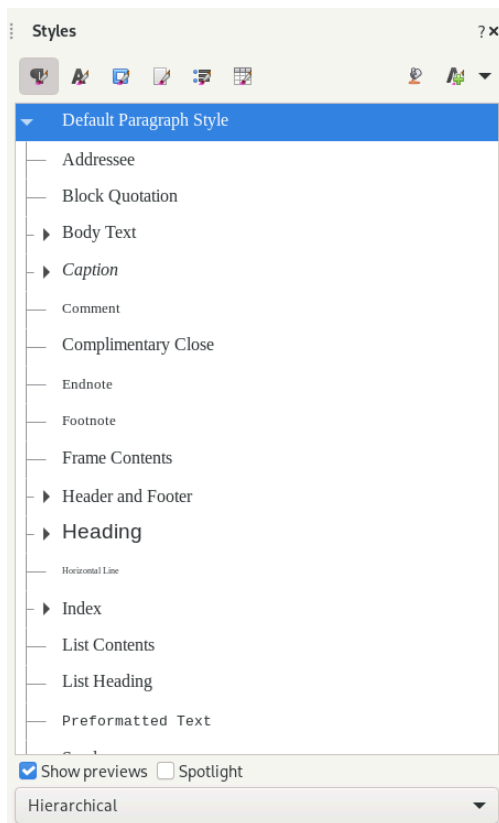 Styles
?
Default Paragraph Style
Addressee
Block Quotation
Body Text
Caption
Comment
Complimentary Close
Endnote
Footnote
Frame Contents
Header and Footer
Heading
Horizontal Line
Index
List Contents
List Heading
Preformatted Text
Show previews Spotlight
Hierarchical